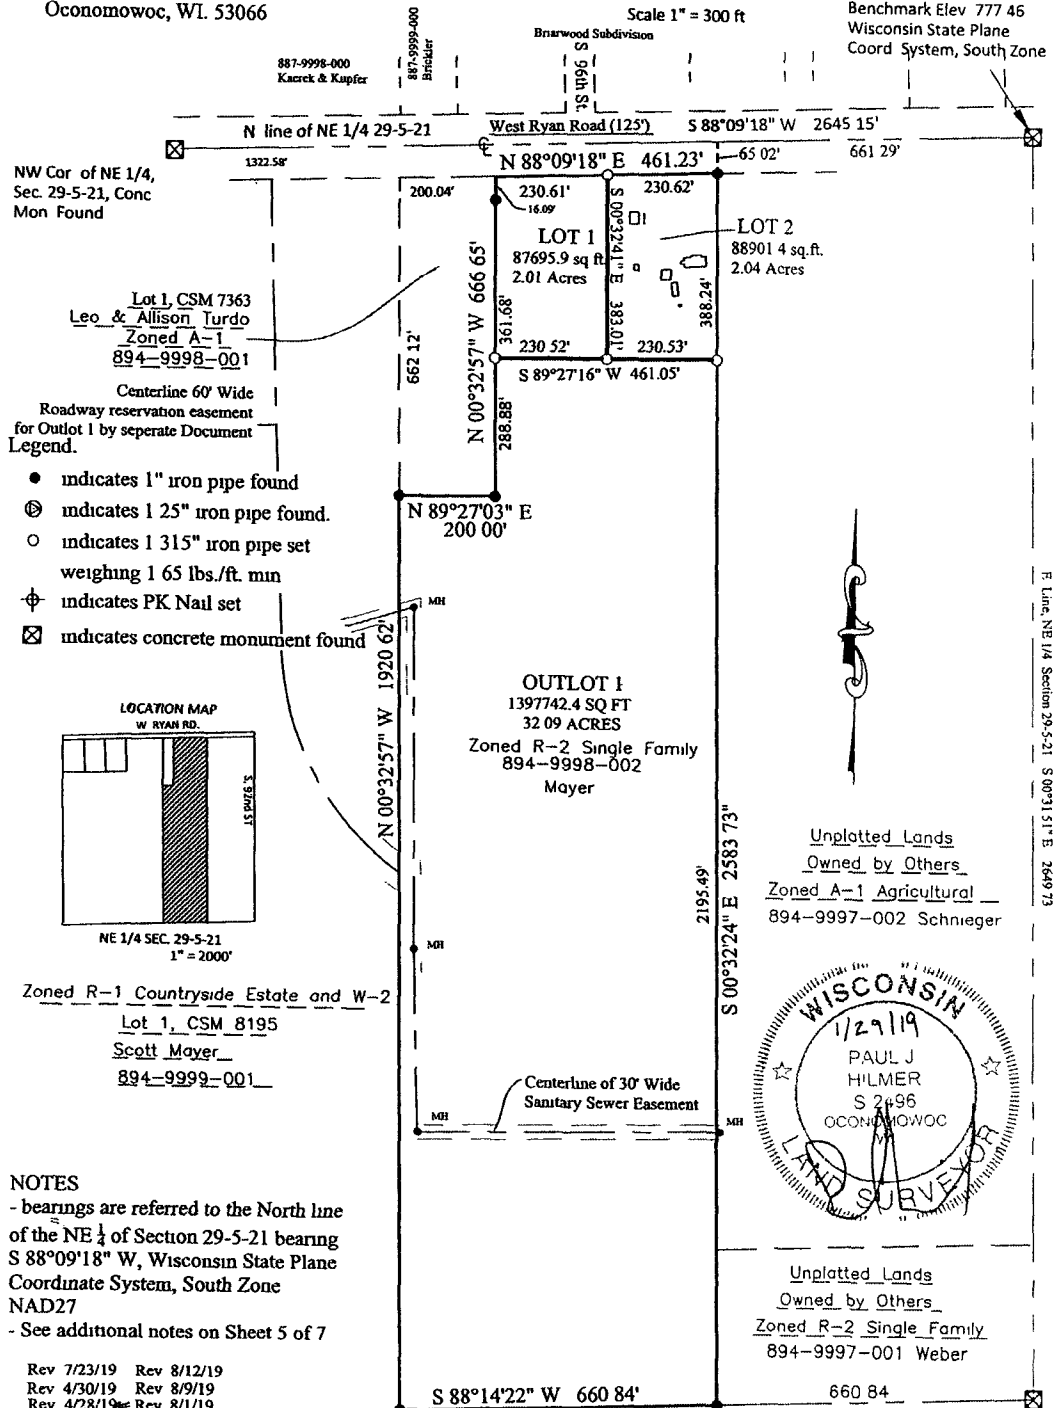 Oconomowoc, WI. 53066
Scale 1" = 300 ft
Benchmark Elev 777 46
Wisconsin State Plane
Coord System, South Zone
Briarwood Subdivision
887-9998-000
Kacrek & Kupfer
887-9999-000
Brickler
S 96th St.
N line of NE 1/4 29-5-21
West Ryan Road (125')
S 88°09'18" W 2645 15'
1322.58'
N 88°09'18" E 461.23'
65 02'
661 29'
NW Cor of NE 1/4,
Sec. 29-5-21, Conc
Mon Found
200.04'
230.61'
230.62'
16.09'
LOT 1
87695.9 sq ft.
2.01 Acres
S 00°32'41" E 383.01'
LOT 2
88901 4 sq.ft.
2.04 Acres
388.24'
361.68'
N 00°32'57" W 666 65'
662 12'
230 52'
230.53'
S 89°27'16" W 461.05'
288.88'
Lot 1, CSM 7363
Leo & Allison Turdo
Zoned A-1
894-9998-001
Centerline 60' Wide
Roadway reservation easement
for Outlot 1 by seperate Document
Legend.
indicates 1" iron pipe found
indicates 1 25" iron pipe found.
indicates 1 315" iron pipe set
weighing 1 65 lbs./ft. min
indicates PK Nail set
indicates concrete monument found
N 89°27'03" E
200 00'
MH
N 00°32'57" W 1920 62'
OUTLOT 1
1397742.4 SQ FT
32 09 ACRES
Zoned R-2 Single Family
894-9998-002
Mayer
E Line, NE 1/4 Section 29-5-21 S 00°31'51" E 2649 73
LOCATION MAP
W RYAN RD.
S. 92nd ST
NE 1/4 SEC. 29-5-21
1" = 2000'
MH
2195.49'
S 00°32'24" E 2583 73"
Unplatted Lands
Owned by Others
Zoned A-1 Agricultural
894-9997-002 Schnieger
Zoned R-1 Countryside Estate and W-2
Lot 1, CSM 8195
Scott Mayer
894-9999-001
WISCONSIN
1/29/19
PAUL J
HILMER
S 2496
OCONOMOWOC
WI
LAND SURVEYOR
Centerline of 30' Wide
Sanitary Sewer Easement
MH
MH
NOTES
- bearings are referred to the North line
of the NE ¼ of Section 29-5-21 bearing
S 88°09'18" W, Wisconsin State Plane
Coordinate System, South Zone
NAD27
- See additional notes on Sheet 5 of 7
Unplatted Lands
Owned by Others
Zoned R-2 Single Family
894-9997-001 Weber
Rev 7/23/19 Rev 8/12/19
Rev 4/30/19 Rev 8/9/19
Rev 4/28/19 Rev 8/1/19
S 88°14'22" W 660 84'
660 84